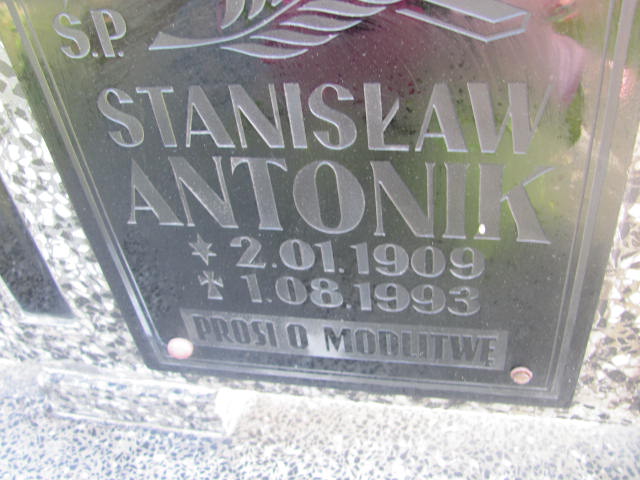 Ś.P.
STANISŁAW
ANTONIK
2.01.1909
1.08.1993
PROSI O MODLITWĘ